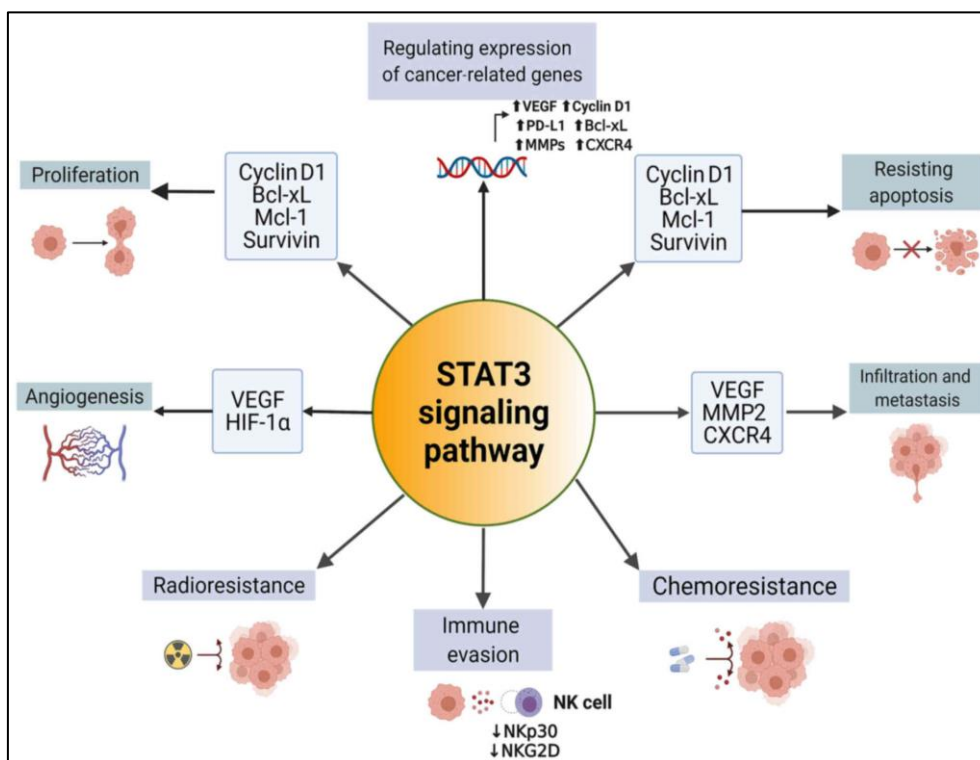 Regulating expression
of cancer-related genes
⬆VEGF ⬆Cyclin D1
⬆PD-L1 ⬆Bcl-xL
⬆MMPs ⬆CXCR4
Proliferation
Cyclin D1
Bcl-xL
Mcl-1
Survivin
Cyclin D1
Bcl-xL
Mcl-1
Survivin
Resisting
apoptosis
Angiogenesis
VEGF
HIF-1α
STAT3
signaling
pathway
VEGF
MMP2
CXCR4
Infiltration and
metastasis
Radioresistance
Immune
evasion
NK cell
↓NKp30
↓NKG2D
Chemoresistance